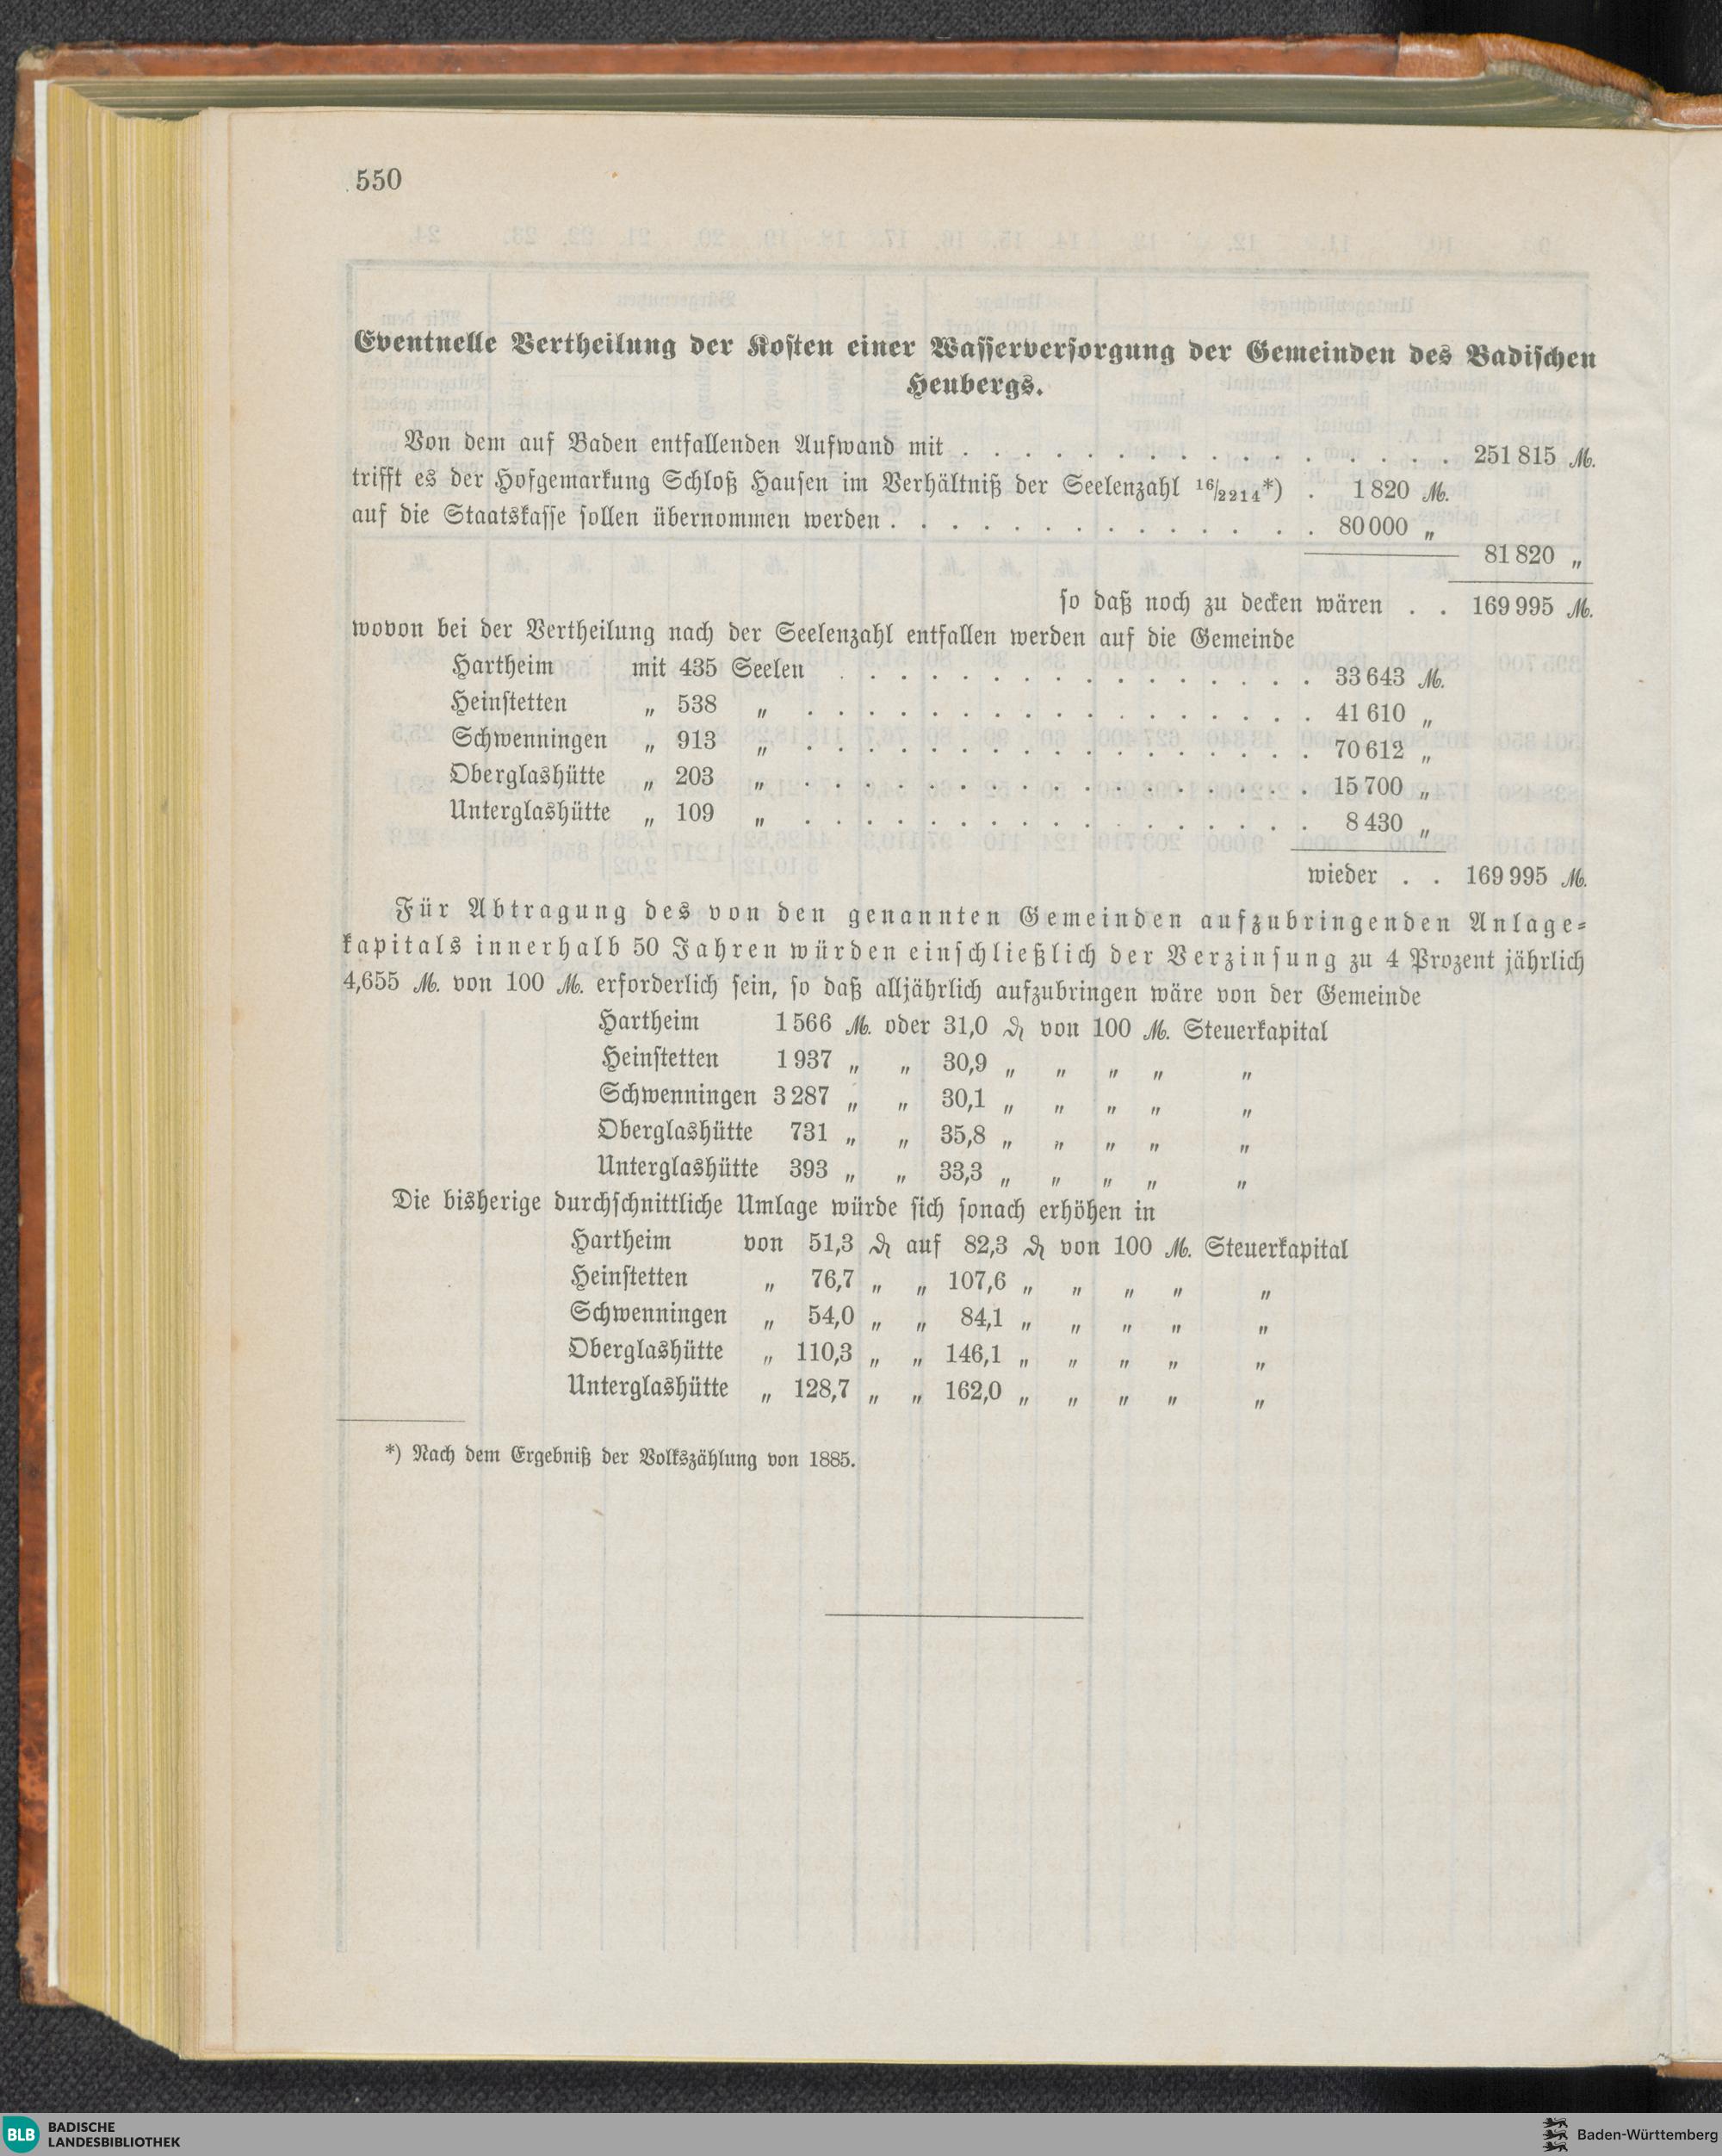 550
Eventuelle Vertheilung der Kosten einer Wasserversorgung der Gemeinden des Badischen
Heubergs.
Von dem auf Baden entfallenden Aufwand mit . . . . . . . . . . . . . . . . 251 815 M.
trifft es der Hofgemarkung Schloß Hausen im Verhältniß der Seelenzahl 16/2214*) . 1 820 M.
auf die Staatskasse sollen übernommen werden . . . . . . . . . . . . . . 80 000 „
81 820 „
so daß noch zu decken wären . . 169 995 M.
wovon bei der Vertheilung nach der Seelenzahl entfallen werden auf die Gemeinde
Hartheim mit 435 Seelen . . . . . . . . . . . . . . . . 33 643 M.
Heinstetten „ 538 „ . . . . . . . . . . . . . . . . . 41 610 „
Schwenningen „ 913 „ . . . . . . . . . . . . . . . . . 70 612 „
Oberglashütte „ 203 „ . . . . . . . . . . . . . . . . . 15 700 „
Unterglashütte „ 109 „ . . . . . . . . . . . . . . . . . 8 430 „
wieder . . 169 995 M.
Für Abtragung des von den genannten Gemeinden aufzubringenden Anlage-
kapitals innerhalb 50 Jahren würden einschließlich der Verzinsung zu 4 Prozent jährlich
4,655 M. von 100 M. erforderlich sein, so daß alljährlich aufzubringen wäre von der Gemeinde
Hartheim 1 566 M. oder 31,0 ₰ von 100 M. Steuerkapital
Heinstetten 1 937 „ „ 30,9 „ „ „ „ „
Schwenningen 3 287 „ „ 30,1 „ „ „ „ „
Oberglashütte 731 „ „ 35,8 „ „ „ „ „
Unterglashütte 393 „ „ 33,3 „ „ „ „ „
Die bisherige durchschnittliche Umlage würde sich sonach erhöhen in
Hartheim von 51,3 ₰ auf 82,3 ₰ von 100 M. Steuerkapital
Heinstetten „ 76,7 „ „ 107,6 „ „ „ „ „
Schwenningen „ 54,0 „ „ 84,1 „ „ „ „ „
Oberglashütte „ 110,3 „ „ 146,1 „ „ „ „ „
Unterglashütte „ 128,7 „ „ 162,0 „ „ „ „ „
*) Nach dem Ergebniß der Volkszählung von 1885.
BLB BADISCHE
LANDESBIBLIOTHEK
Baden-Württemberg